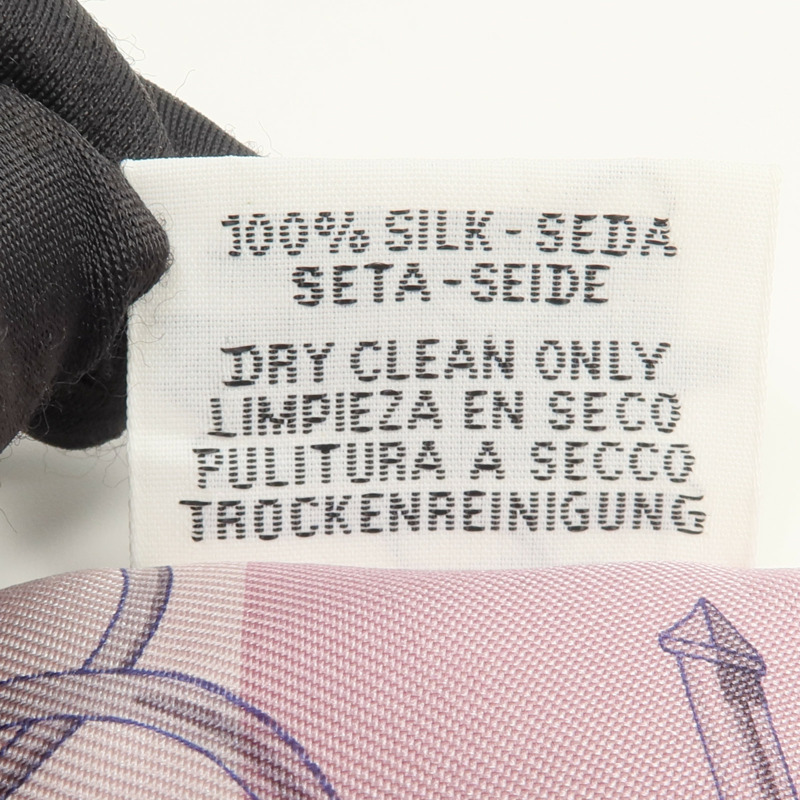 100% SILK - SEDA
SETA - SEIDE
DRY CLEAN ONLY
LIMPIEZA EN SECO
PULITURA A SECCO
TROCKENREINIGUNG